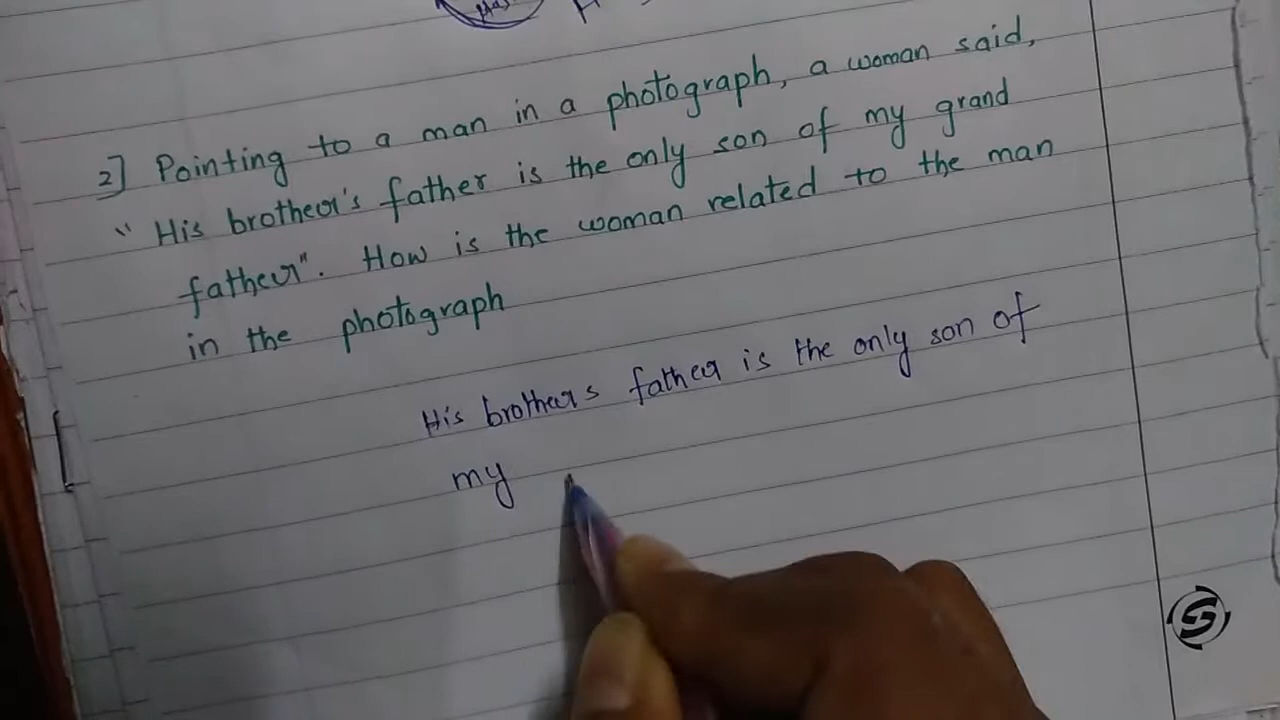 2] Pointing to a man in a photograph, a woman said,
" His brother's father is the only son of my grand
father". How is the woman related to the man
in the photograph
His brothers father is the only son of
my